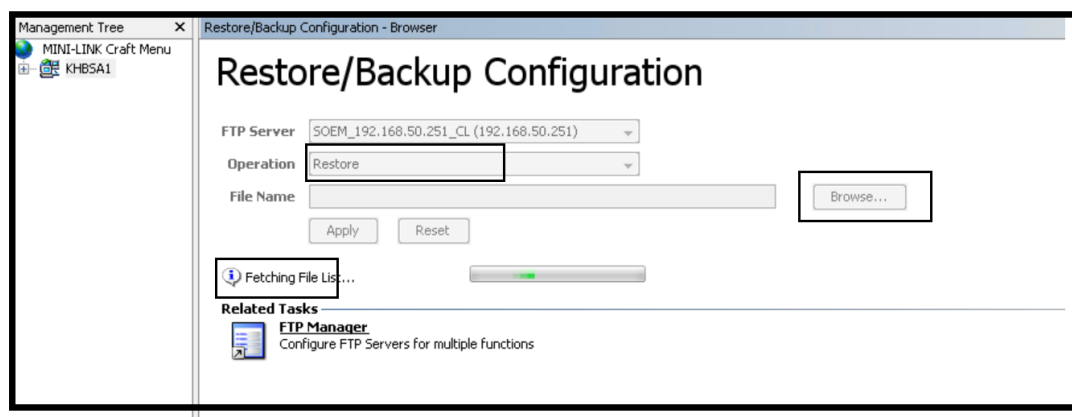 Management Tree X
Restore/Backup Configuration - Browser
MINI-LINK Craft Menu
KHBSA1
Restore/Backup Configuration
FTP Server SOEM_192.168.50.251_CL (192.168.50.251)
Operation Restore
File Name Browse...
Apply Reset
Fetching File List...
Related Tasks
FTP Manager
Configure FTP Servers for multiple functions